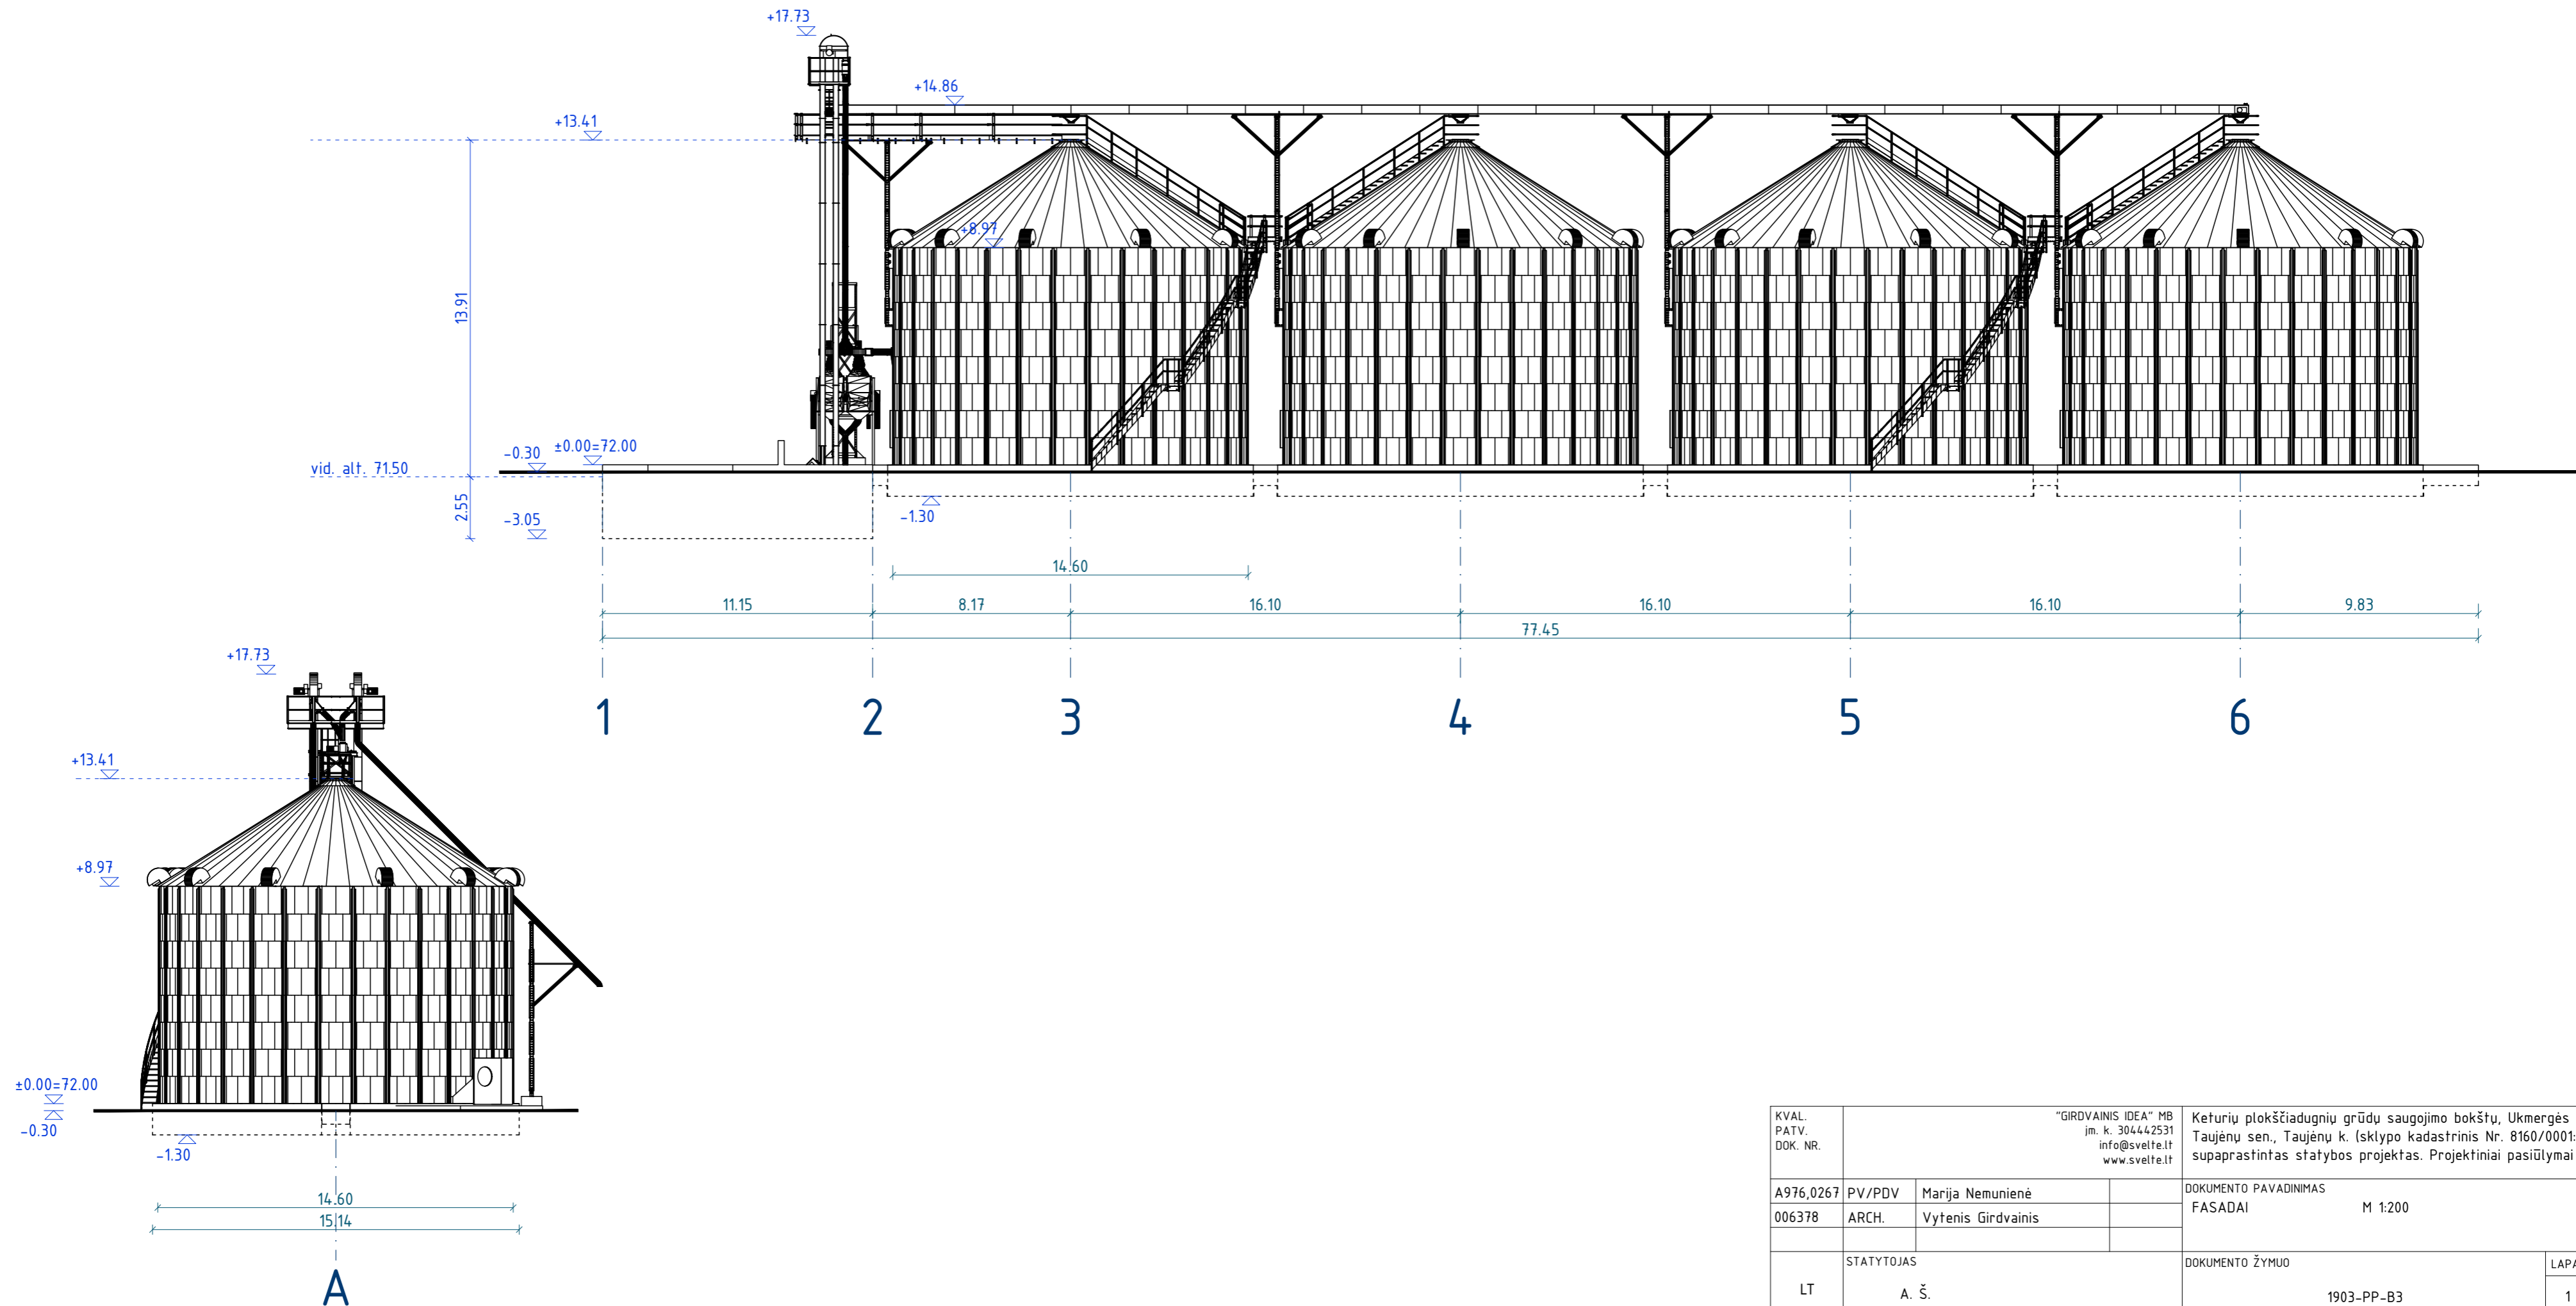 +17.73
+14.86
+13.41
+8.97
13.91
-0.30
±0.00=72.00
vid. alt. 71.50
2.55
-3.05
-1.30
14.60
11.15
8.17
16.10
16.10
16.10
9.83
77.45
1
2
3
4
5
6
+17.73
+13.41
+8.97
±0.00=72.00
-0.30
-1.30
14.60
15.14
A
KVAL.
PATV.
DOK. NR.
"GIRDVAINIS IDEA" MB
įm. k. 304442531
info@svelte.lt
www.svelte.lt
Keturių plokščiadugnių grūdų saugojimo bokštų, Ukmergės
Taujėnų sen., Taujėnų k. (sklypo kadastrinis Nr. 8160/0001:
supaprastintas statybos projektas. Projektiniai pasiūlymai
A976,0267 PV/PDV Marija Nemunienė
006378 ARCH. Vytenis Girdvainis
DOKUMENTO PAVADINIMAS
FASADAI M 1:200
LT
STATYTOJAS
A. Š.
DOKUMENTO ŽYMUO
1903-PP-B3
LAPA
1